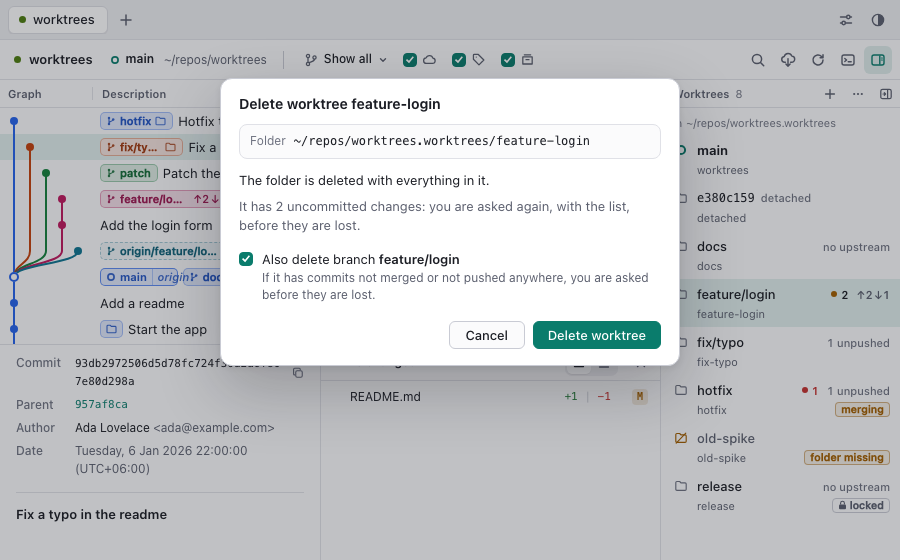 worktrees
worktrees main ~/repos/worktrees Show all
Graph Description
hotfix Hotfix
fix/ty... Fix a
patch Patch the
feature/lo... ↑2↓
Add the login form
origin/feature/lo...
main origin doc
Add a readme
Start the app
Delete worktree feature-login
Folder ~/repos/worktrees.worktrees/feature-login
The folder is deleted with everything in it.
It has 2 uncommitted changes: you are asked again, with the list,
before they are lost.
Also delete branch feature/login
If it has commits not merged or not pushed anywhere, you are asked
before they are lost.
Cancel Delete worktree
Commit 93db2972506d5d78fc724f
7e80d298a
Parent 957af8ca
Author Ada Lovelace <ada@example.com>
Date Tuesday, 6 Jan 2026 22:00:00
(UTC+06:00)
Fix a typo in the readme
README.md +1 −1 M
Worktrees 8
~/repos/worktrees.worktrees
main
worktrees
e380c159 detached
detached
docs no upstream
docs
feature/login 2 ↑2↓1
feature-login
fix/typo 1 unpushed
fix-typo
hotfix 1 1 unpushed
hotfix merging
old-spike
old-spike folder missing
release no upstream
release locked